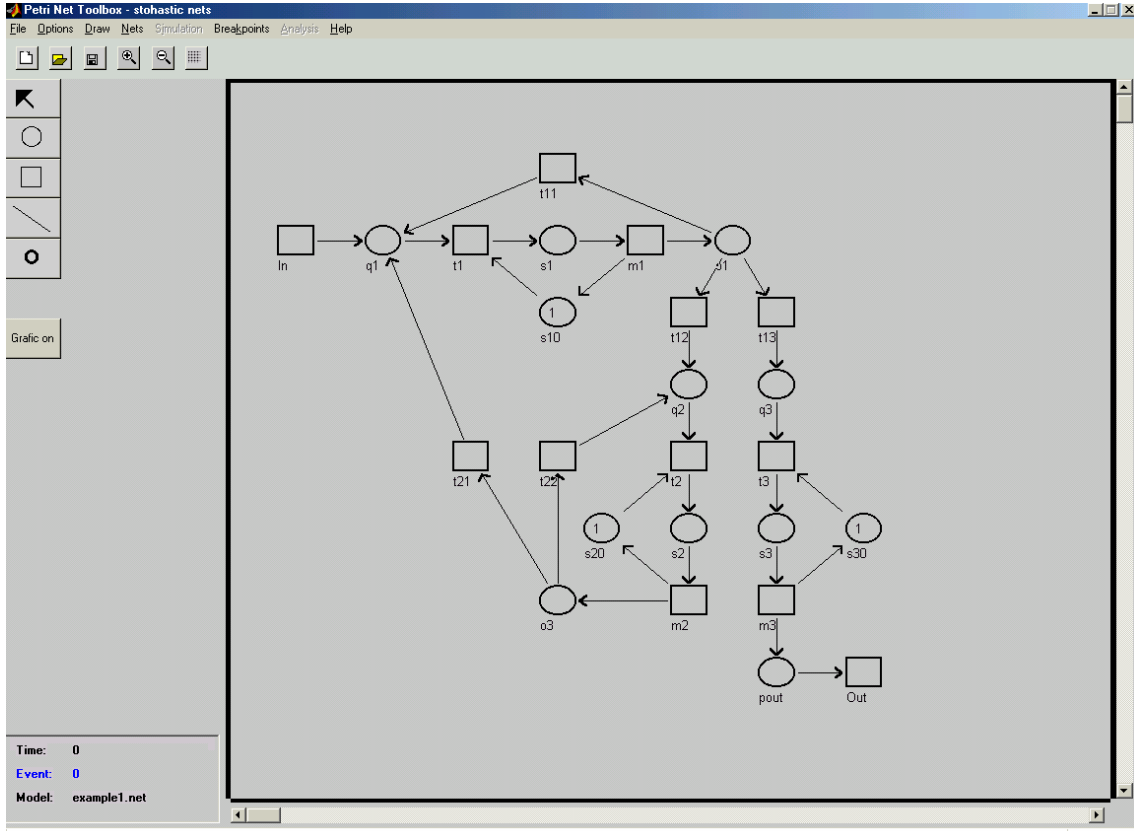 Petri Net Toolbox - stohastic nets
File Options Draw Nets Symulation Breakpoints Analysis Help
t11
In
q1
t1
s1
m1
1
s10
Grafic on
t12
t13
q2
q3
t21
t22
t2
t3
1
1
s20
s2
s3
s30
o3
m2
m3
pout
Out
Time: 0
Event: 0
Model: example1.net